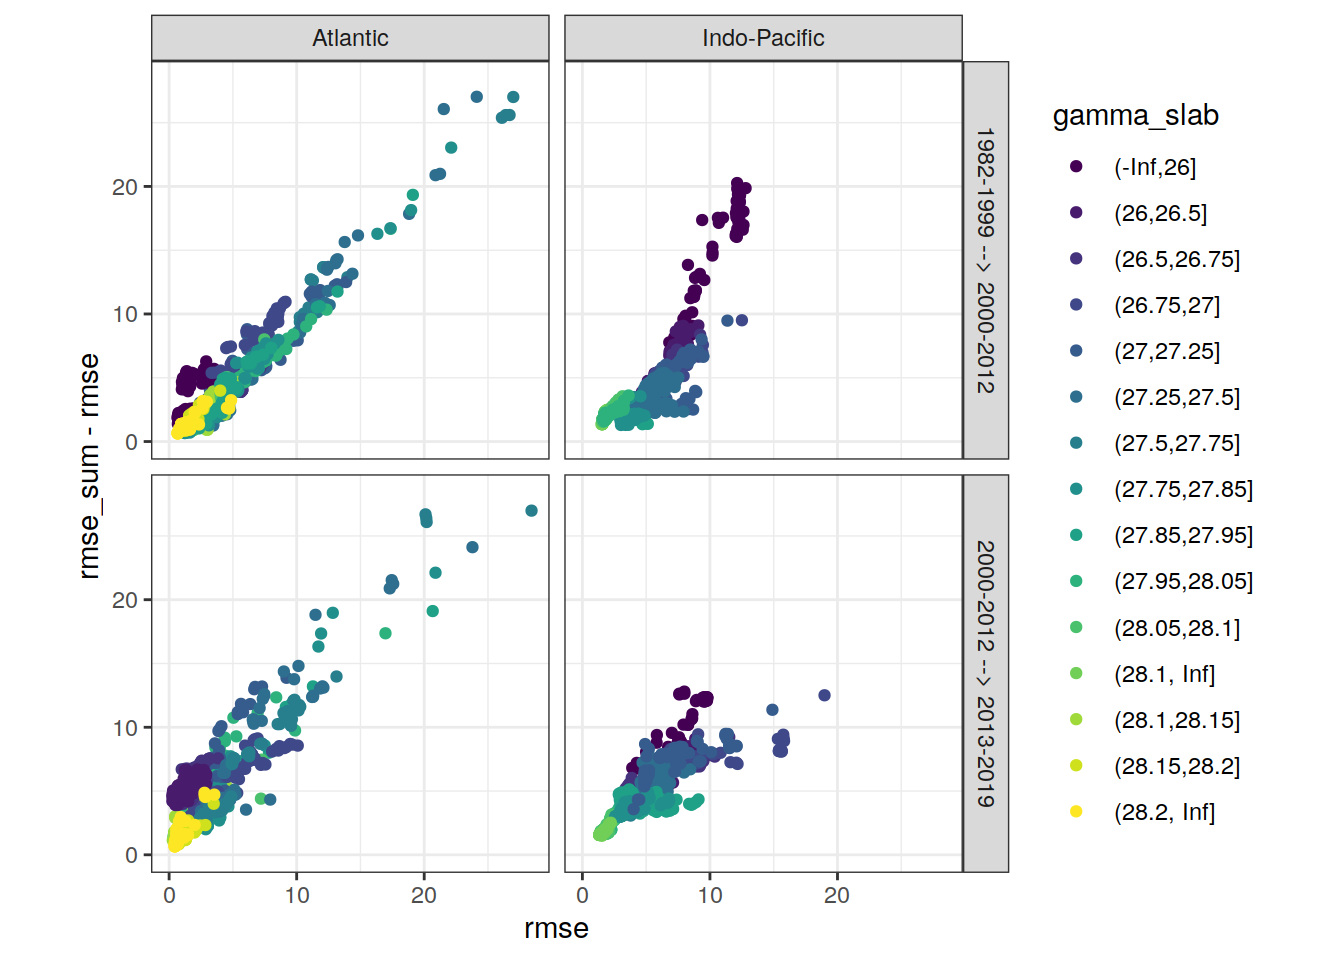 Atlantic
Indo-Pacific
1982-1999 --> 2000-2012
2000-2012 --> 2013-2019
20
10
0
20
10
0
rmse_sum - rmse
0
10
20
0
10
20
rmse
gamma_slab
(-Inf,26]
(26,26.5]
(26.5,26.75]
(26.75,27]
(27,27.25]
(27.25,27.5]
(27.5,27.75]
(27.75,27.85]
(27.85,27.95]
(27.95,28.05]
(28.05,28.1]
(28.1, Inf]
(28.1,28.15]
(28.15,28.2]
(28.2, Inf]